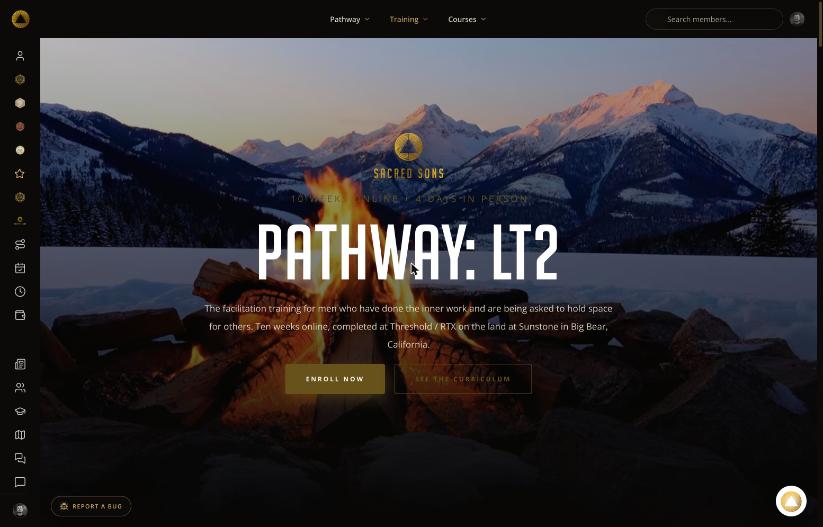 Pathway
Training
Courses
Search members...
SACRED SONS
10 WEEKS ONLINE + 4 DAYS IN PERSON
PATHWAY: LT2
The facilitation training for men who have done the inner work and are being asked to hold space
for others. Ten weeks online, completed at Threshold / RTX on the land at Sunstone in Big Bear,
California.
ENROLL NOW
SEE THE CURRICULUM
REPORT A BUG